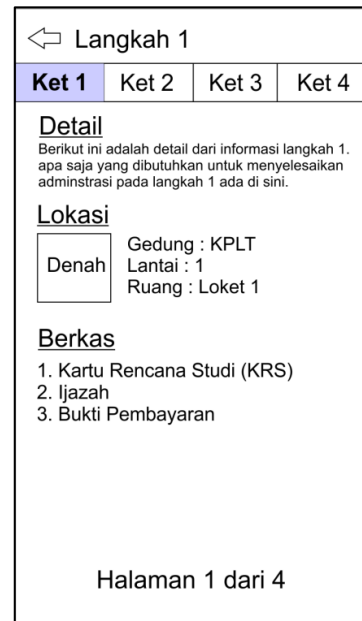 Langkah 1
Ket 1 Ket 2 Ket 3 Ket 4
Detail
Berikut ini adalah detail dari informasi langkah 1.
apa saja yang dibutuhkan untuk menyelesaikan
adminstrasi pada langkah 1 ada di sini.
Lokasi
Denah
Gedung : KPLT
Lantai : 1
Ruang : Loket 1
Berkas
1. Kartu Rencana Studi (KRS)
2. Ijazah
3. Bukti Pembayaran
Halaman 1 dari 4